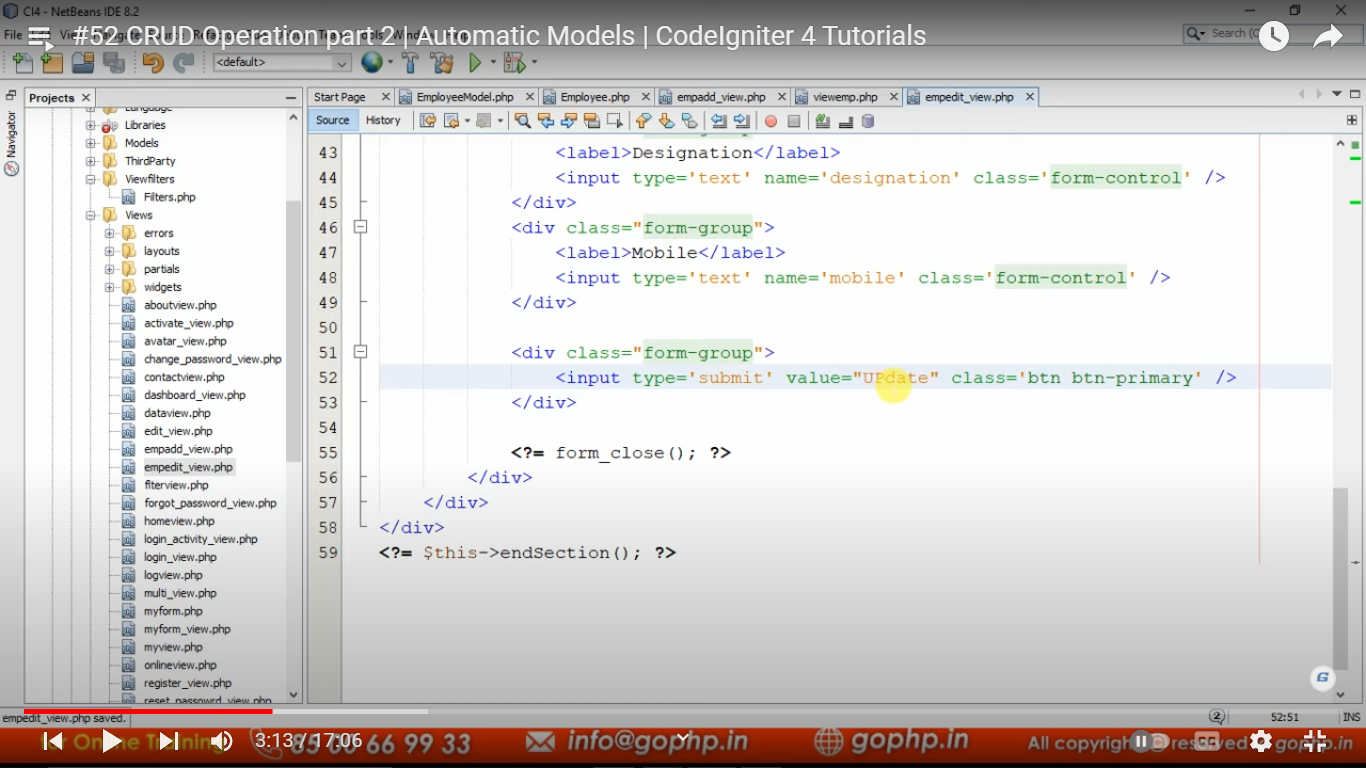 CI4 - NetBeans IDE 8.2
#52 CRUD Operation part 2 | Automatic Models | CodeIgniter 4 Tutorials
File
Search (C
<default>
Projects
Start Page
EmployeeModel.php
Employee.php
empadd_view.php
viewemp.php
empedit_view.php
Navigator
Source
History
Language
Libraries
Models
ThirdParty
Viewfilters
Filters.php
Views
errors
layouts
partials
widgets
aboutview.php
activate_view.php
avatar_view.php
change_password_view.php
contactview.php
dashboard_view.php
dataview.php
edit_view.php
empadd_view.php
empedit_view.php
flterview.php
forgot_password_view.php
homeview.php
login_activity_view.php
login_view.php
logview.php
multi_view.php
myform.php
myform_view.php
myview.php
onlineview.php
register_view.php
reset_passowrd_view.php
43 <label>Designation</label>
44 <input type='text' name='designation' class='form-control' />
45 </div>
46 <div class="form-group">
47 <label>Mobile</label>
48 <input type='text' name='mobile' class='form-control' />
49 </div>
50
51 <div class="form-group">
52 <input type='submit' value="UPdate" class='btn btn-primary' />
53 </div>
54
55 <?= form_close(); ?>
56 </div>
57 </div>
58 </div>
59 <?= $this->endSection(); ?>
G
empedit_view.php saved.
2
52:51
INS
for Online Training
85 00 66 99 33
info@gophp.in
gophp.in
All copyright reserved gophp.in
3:13 / 17:06
CC